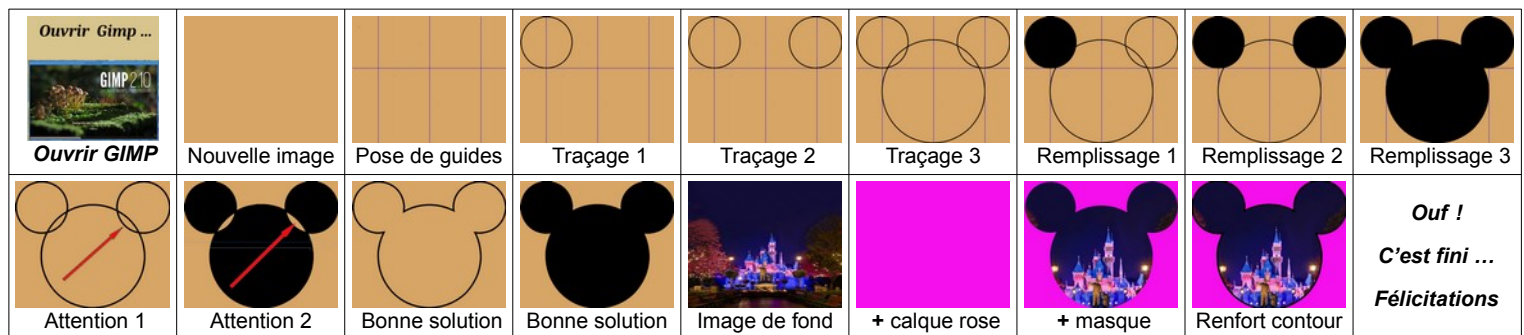 Ouvrir Gimp ...
GIMP 2.10
Ouvrir GIMP
Nouvelle image
Pose de guides
Traçage 1
Traçage 2
Traçage 3
Remplissage 1
Remplissage 2
Remplissage 3
Attention 1
Attention 2
Bonne solution
Bonne solution
Image de fond
+ calque rose
+ masque
Renfort contour
Ouf !
C’est fini …
Félicitations